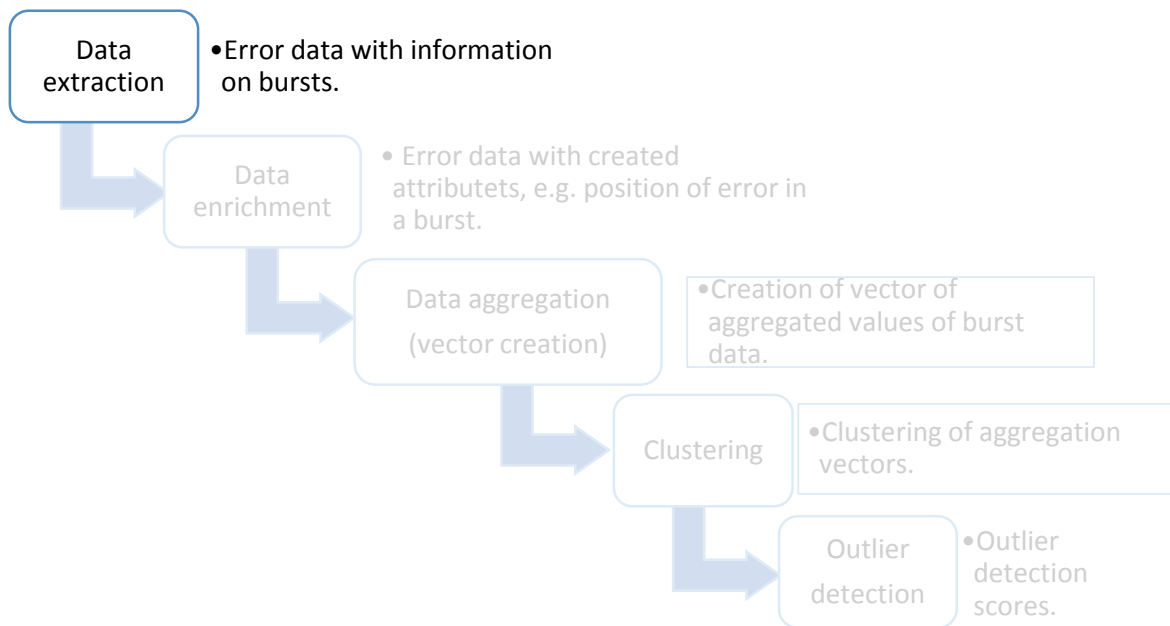 Data
extraction
•Error data with information
on bursts.
Data
enrichment
• Error data with created
attributets, e.g. position of error in
a burst.
Data aggregation
(vector creation)
•Creation of vector of
aggregated values of burst
data.
Clustering
•Clustering of aggregation
vectors.
Outlier
detection
•Outlier
detection
scores.